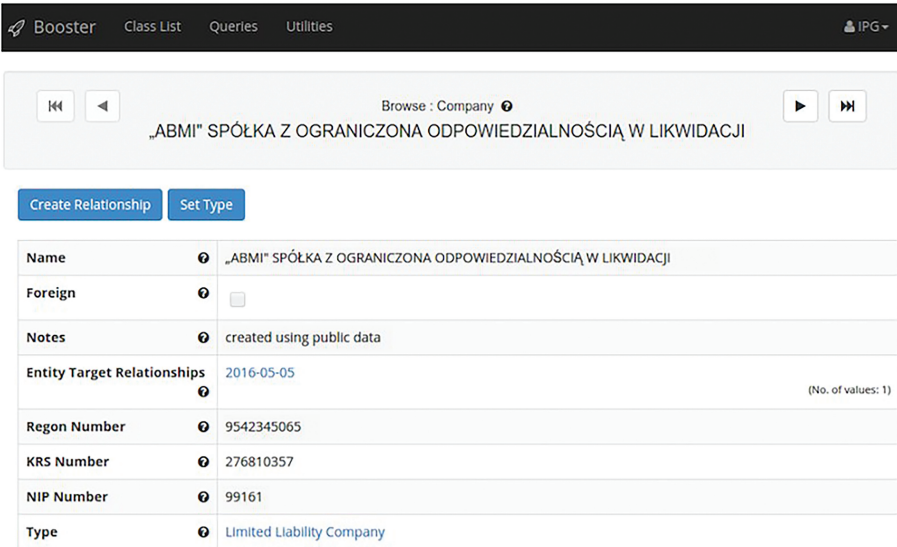 Booster Class List Queries Utilities IPG
Browse : Company
„ABMI" SPÓŁKA Z OGRANICZONA ODPOWIEDZIALNOŚCIĄ W LIKWIDACJI
Create Relationship Set Type
Name „ABMI" SPÓŁKA Z OGRANICZONA ODPOWIEDZIALNOŚCIĄ W LIKWIDACJI
Foreign
Notes created using public data
Entity Target Relationships 2016-05-05
(No. of values: 1)
Regon Number 9542345065
KRS Number 276810357
NIP Number 99161
Type Limited Liability Company